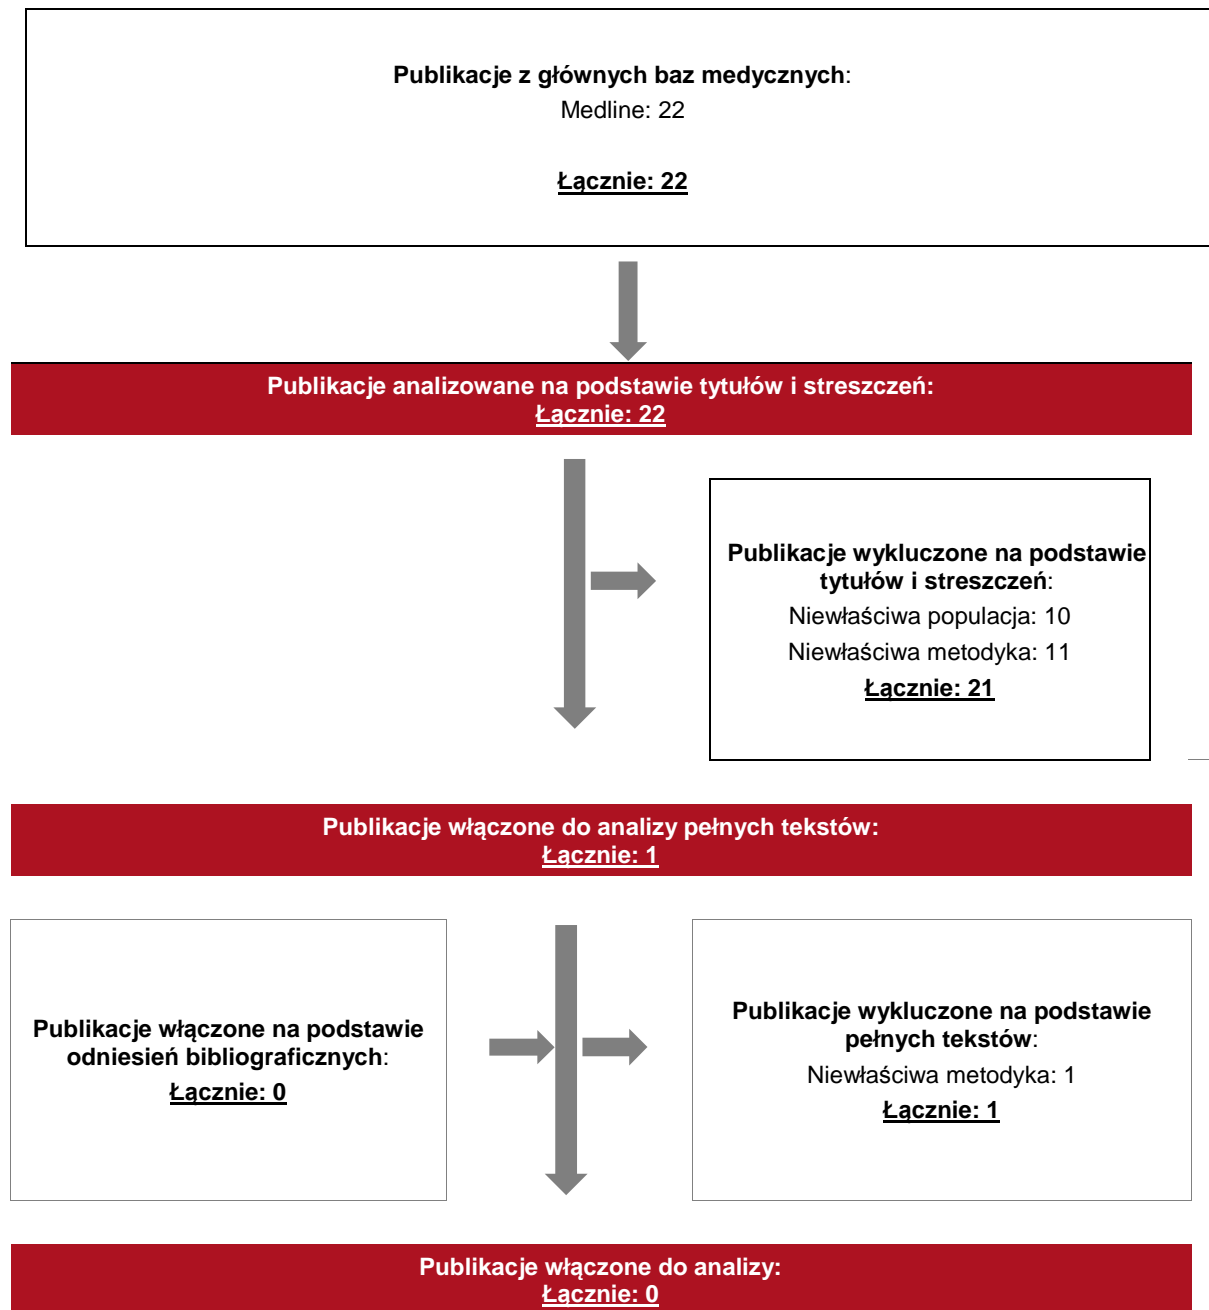 Publikacje z głównych baz medycznych:
Medline: 22
Łącznie: 22
Publikacje analizowane na podstawie tytułów i streszczeń:
Łącznie: 22
Publikacje wykluczone na podstawie
tytułów i streszczeń:
Niewłaściwa populacja: 10
Niewłaściwa metodyka: 11
Łącznie: 21
Publikacje włączone do analizy pełnych tekstów:
Łącznie: 1
Publikacje włączone na podstawie
odniesień bibliograficznych:
Łącznie: 0
Publikacje wykluczone na podstawie
pełnych tekstów:
Niewłaściwa metodyka: 1
Łącznie: 1
Publikacje włączone do analizy:
Łącznie: 0